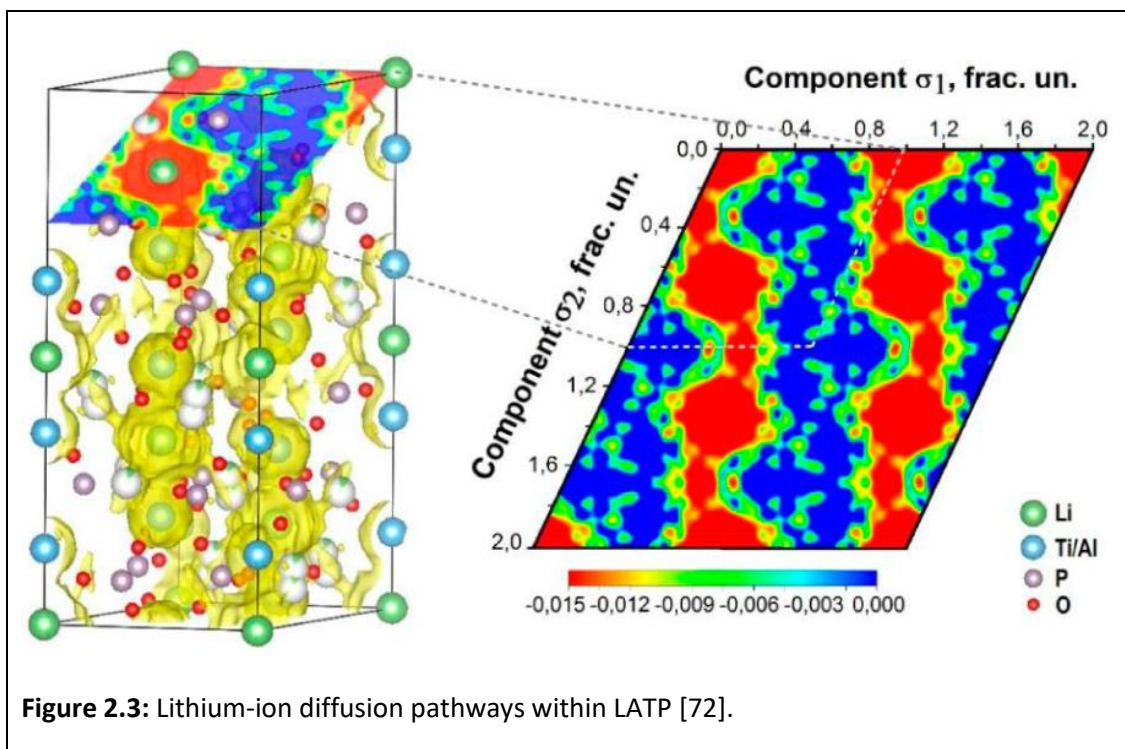 Component σ1, frac. un.
0,0 0,4 0,8 1,2 1,6 2,0
Component σ2, frac. un.
0,0
0,4
0,8
1,2
1,6
2,0
-0,015 -0,012 -0,009 -0,006 -0,003 0,000
Li
Ti/Al
P
O
Figure 2.3: Lithium-ion diffusion pathways within LATP [72].